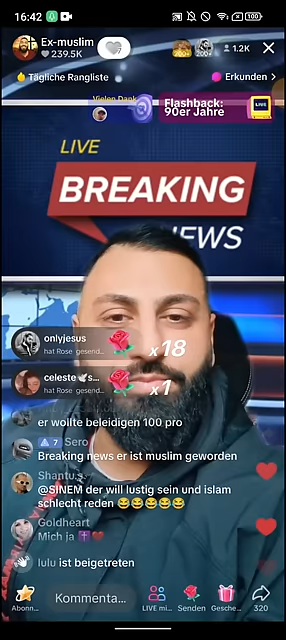 16:42
100
Ex-muslim
239.5K
200+
200+
1.2K
Tägliche Rangliste
Erkunden >
Vielen Dank
Flashback:
90er Jahre
LIVE
LIVE
BREAKING
NEWS
onlyjesus
hat Rose gesend...
x18
celeste🕊️s...
hat Rose gesend...
x1
er wollte beleidigen 100 pro
7 Sero
Breaking news er ist muslim geworden
Shantu.s
@SINEM der will lustig sein und islam
schlecht reden 😂😂😂😂😂
Goldheart
Mich ja ✝️❤️
lulu ist beigetreten
Abonn...
Kommenta...
LIVE mi...
Senden
Gesche...
320